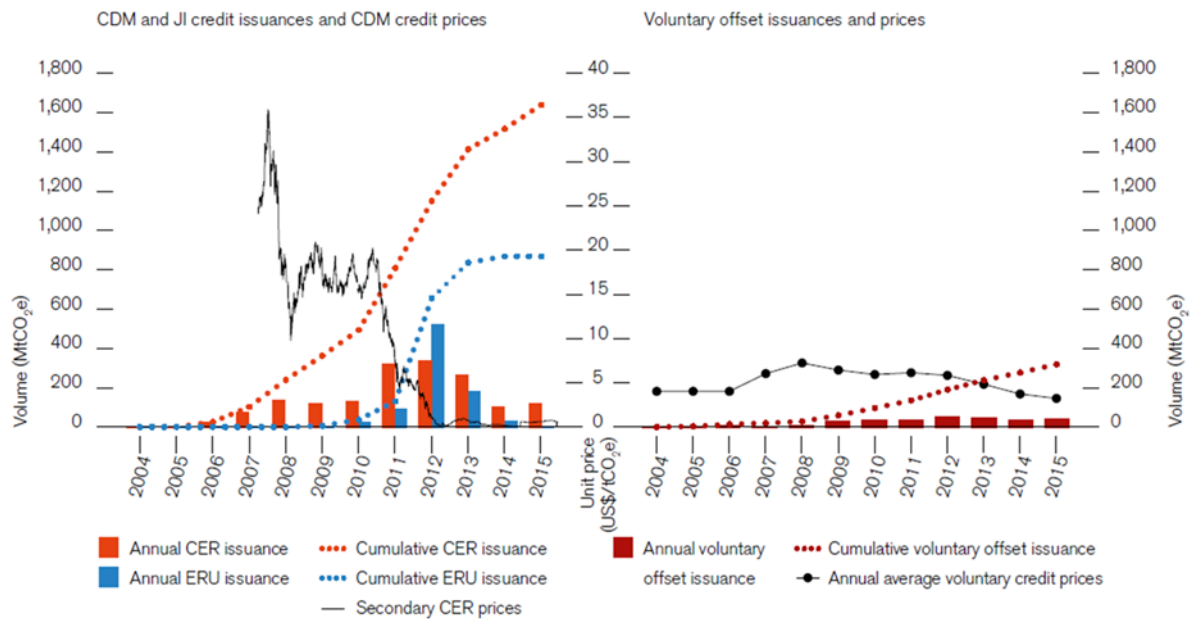 CDM and JI credit issuances and CDM credit prices
Voluntary offset issuances and prices
1,800
1,600
1,400
1,200
1,000
800
600
400
200
0
Volume (MtCO₂e)
40
35
30
25
20
15
10
5
0
Unit price
(US$/tCO₂e)
1,800
1,600
1,400
1,200
1,000
800
600
400
200
0
Volume (MtCO₂e)
2004 2005 2006 2007 2008 2009 2010 2011 2012 2013 2014 2015
2004 2005 2006 2007 2008 2009 2010 2011 2012 2013 2014 2015
Annual CER issuance
Cumulative CER issuance
Annual ERU issuance
Cumulative ERU issuance
Secondary CER prices
Annual voluntary
offset issuance
Cumulative voluntary offset issuance
Annual average voluntary credit prices